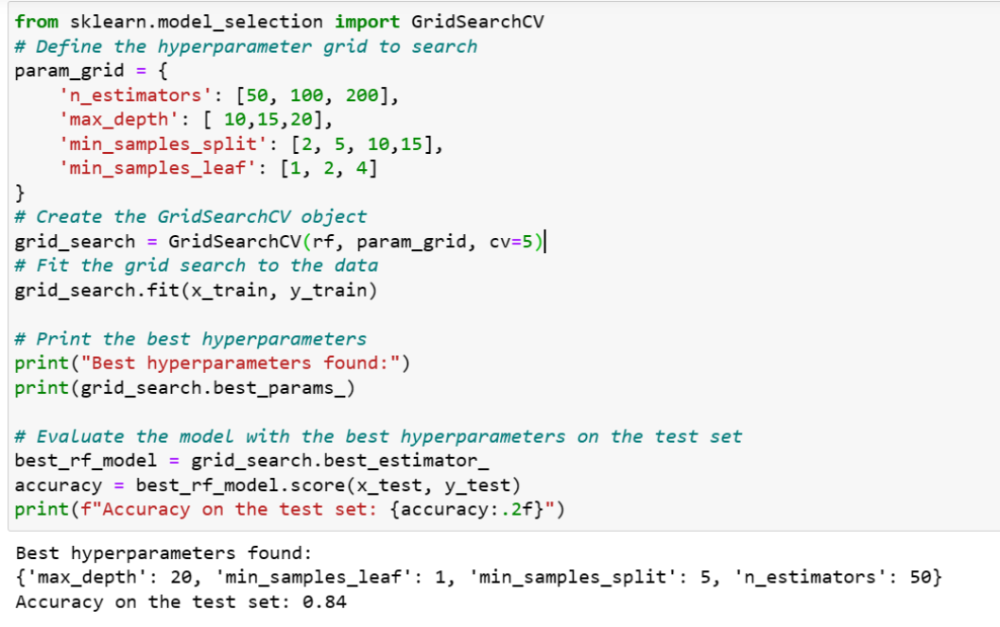 from sklearn.model_selection import GridSearchCV
# Define the hyperparameter grid to search
param_grid = {
    'n_estimators': [50, 100, 200],
    'max_depth': [ 10,15,20],
    'min_samples_split': [2, 5, 10,15],
    'min_samples_leaf': [1, 2, 4]
}
# Create the GridSearchCV object
grid_search = GridSearchCV(rf, param_grid, cv=5)
# Fit the grid search to the data
grid_search.fit(x_train, y_train)

# Print the best hyperparameters
print("Best hyperparameters found:")
print(grid_search.best_params_)

# Evaluate the model with the best hyperparameters on the test set
best_rf_model = grid_search.best_estimator_
accuracy = best_rf_model.score(x_test, y_test)
print(f"Accuracy on the test set: {accuracy:.2f}")

Best hyperparameters found:
{'max_depth': 20, 'min_samples_leaf': 1, 'min_samples_split': 5, 'n_estimators': 50}
Accuracy on the test set: 0.84